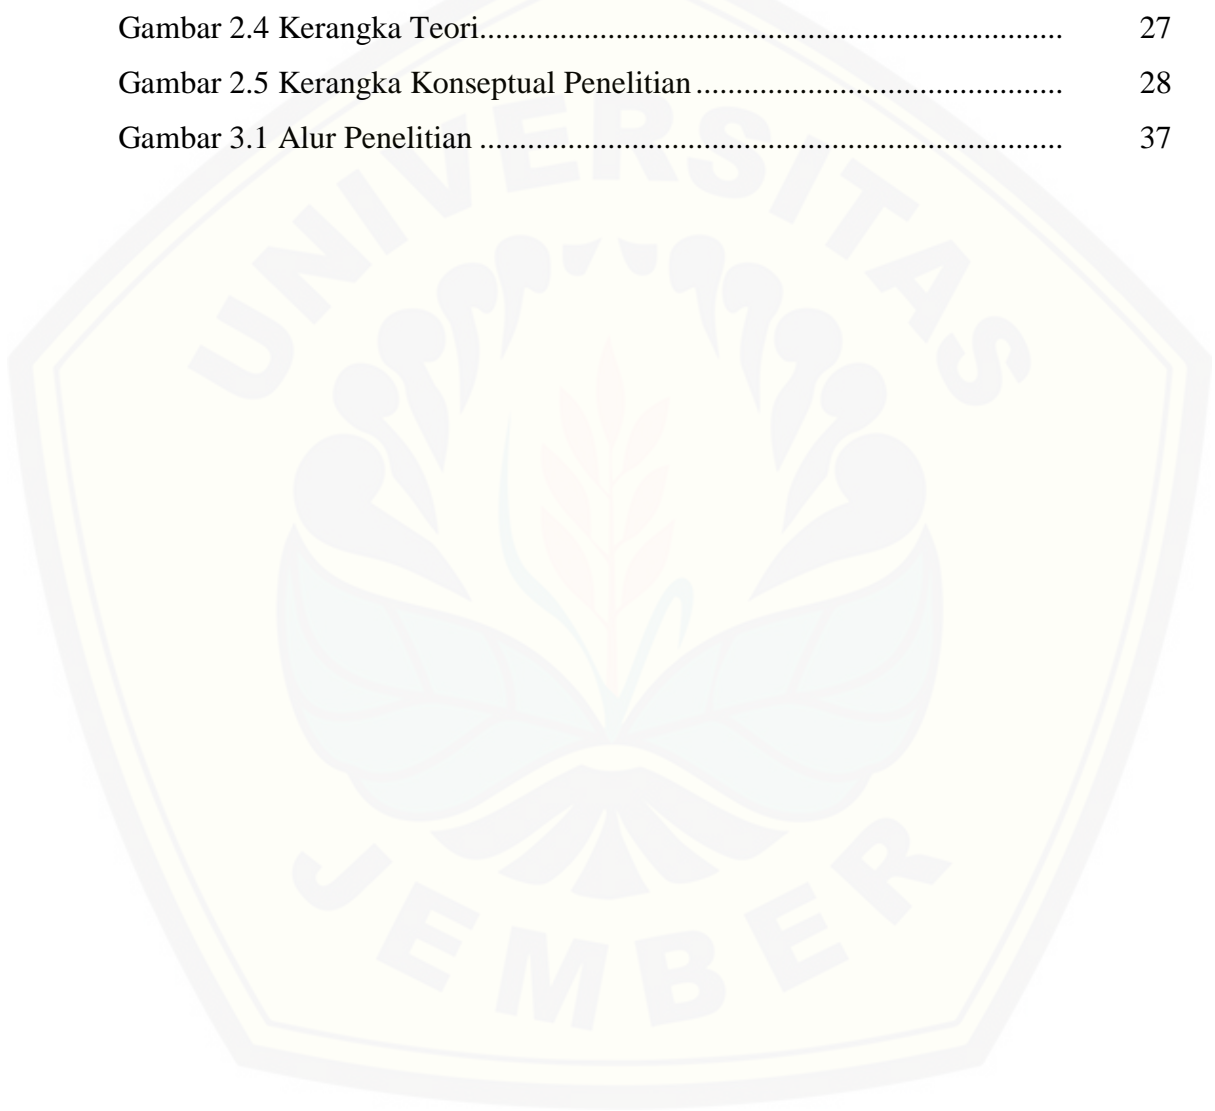 Gambar 2.4 Kerangka Teori....................................................................... 27
Gambar 2.5 Kerangka Konseptual Penelitian ............................................. 28
Gambar 3.1 Alur Penelitian ....................................................................... 37
UNIVERSITAS
JEMBER